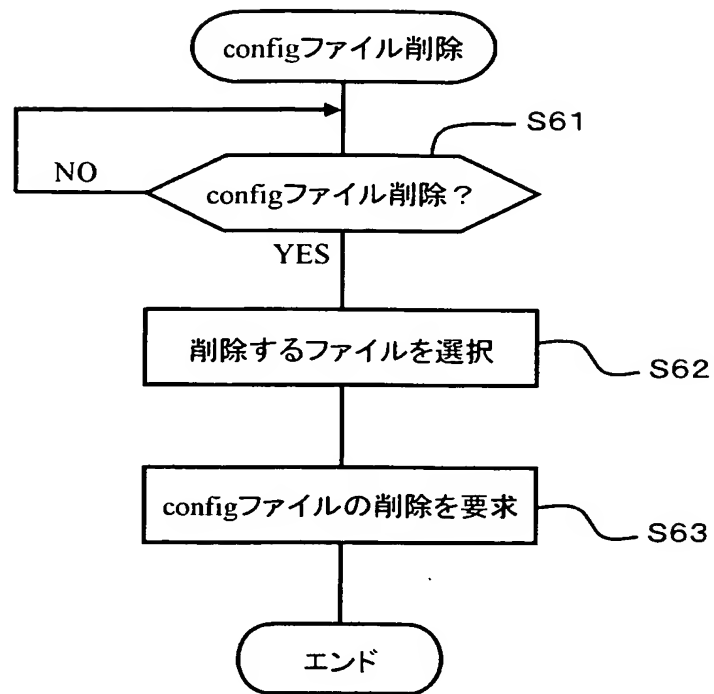 configファイル削除
S61
NO
configファイル削除？
YES
削除するファイルを選択
S62
configファイルの削除を要求
S63
エンド